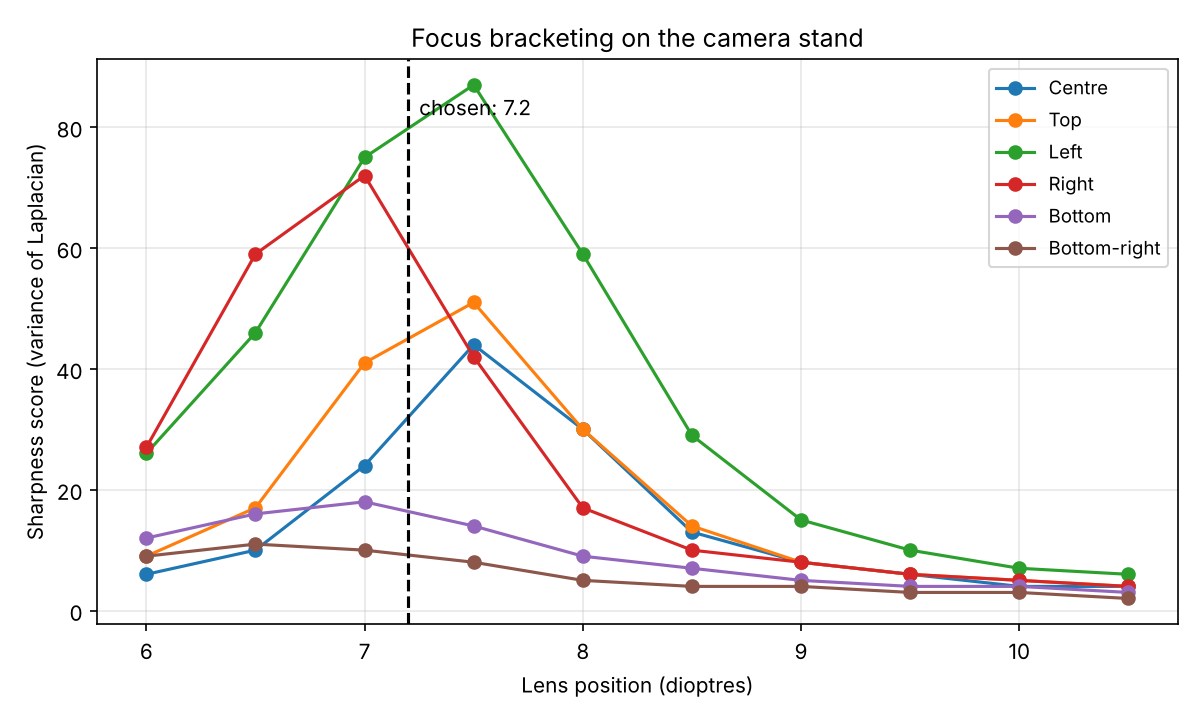 Focus bracketing on the camera stand
chosen: 7.2
Centre
Top
Left
Right
Bottom
Bottom-right
Sharpness score (variance of Laplacian)
80
60
40
20
0
6 7 8 9 10
Lens position (dioptres)